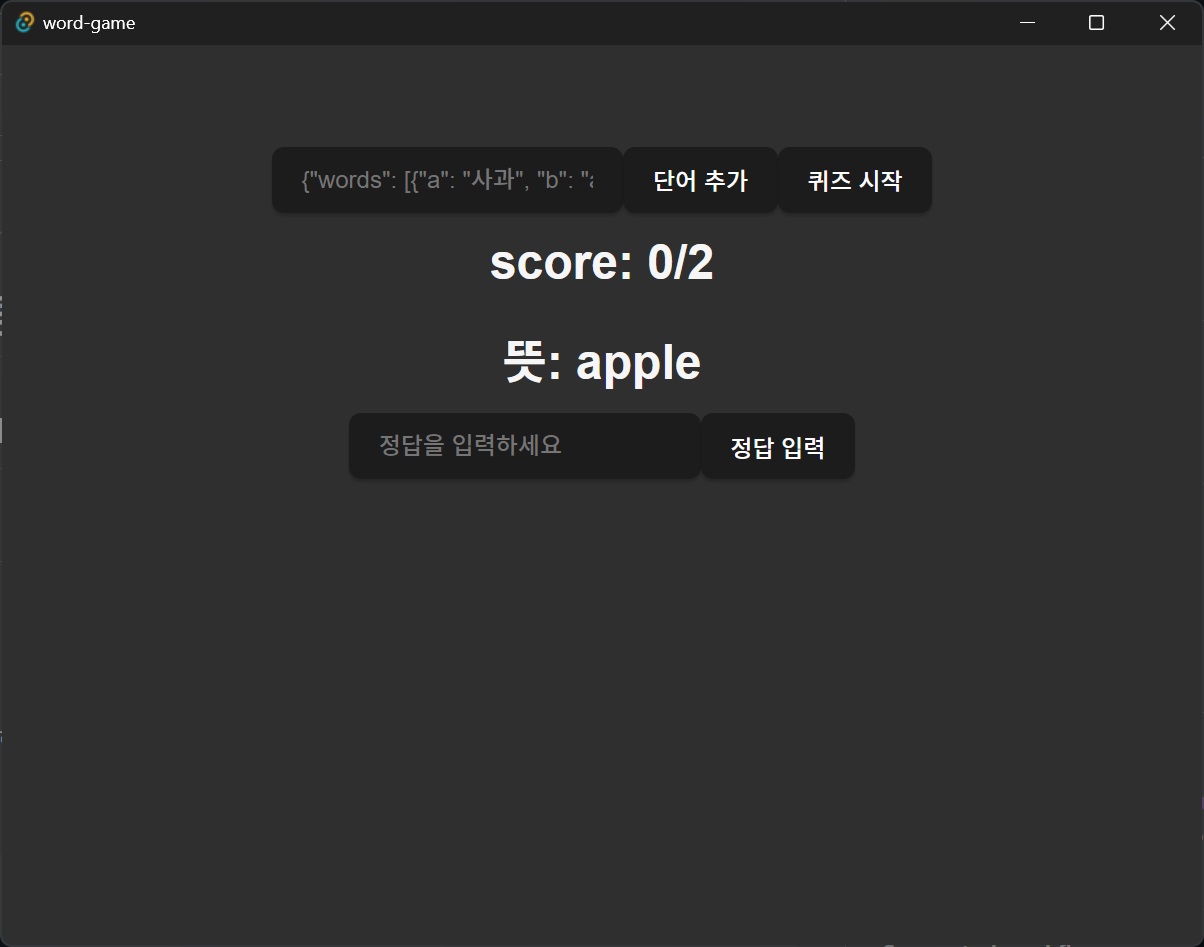 word-game
{"words": [{"a": "사과", "b": "a
단어 추가
퀴즈 시작
score: 0/2
뜻: apple
정답을 입력하세요
정답 입력